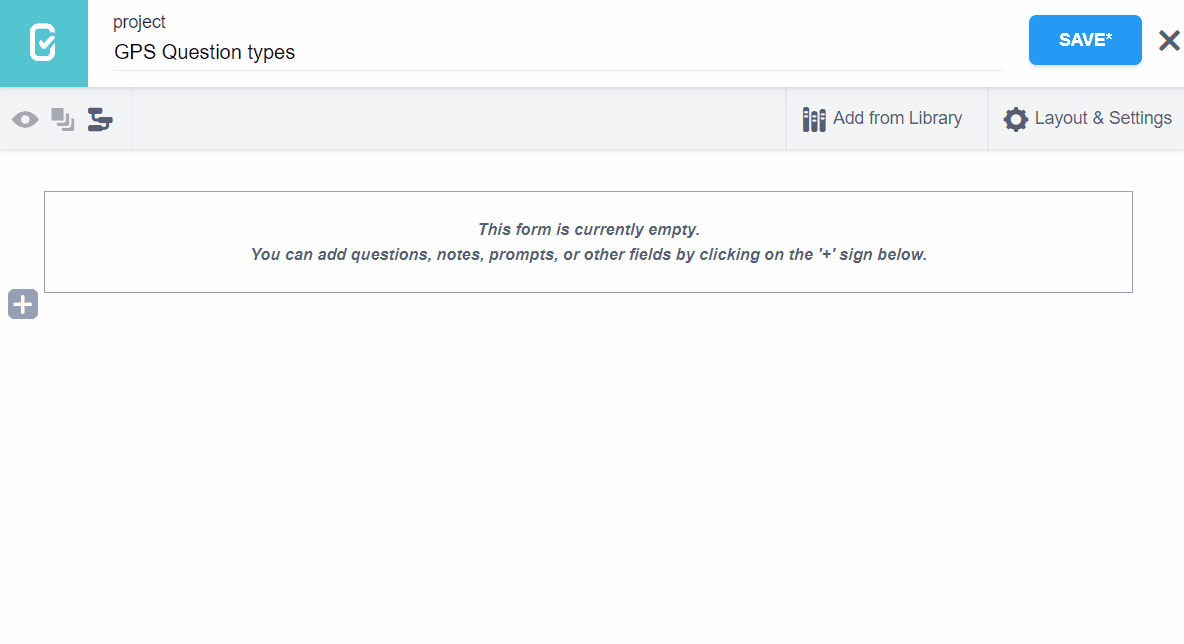 project
GPS Question types
SAVE*
Add from Library
Layout & Settings
This form is currently empty.
You can add questions, notes, prompts, or other fields by clicking on the '+' sign below.